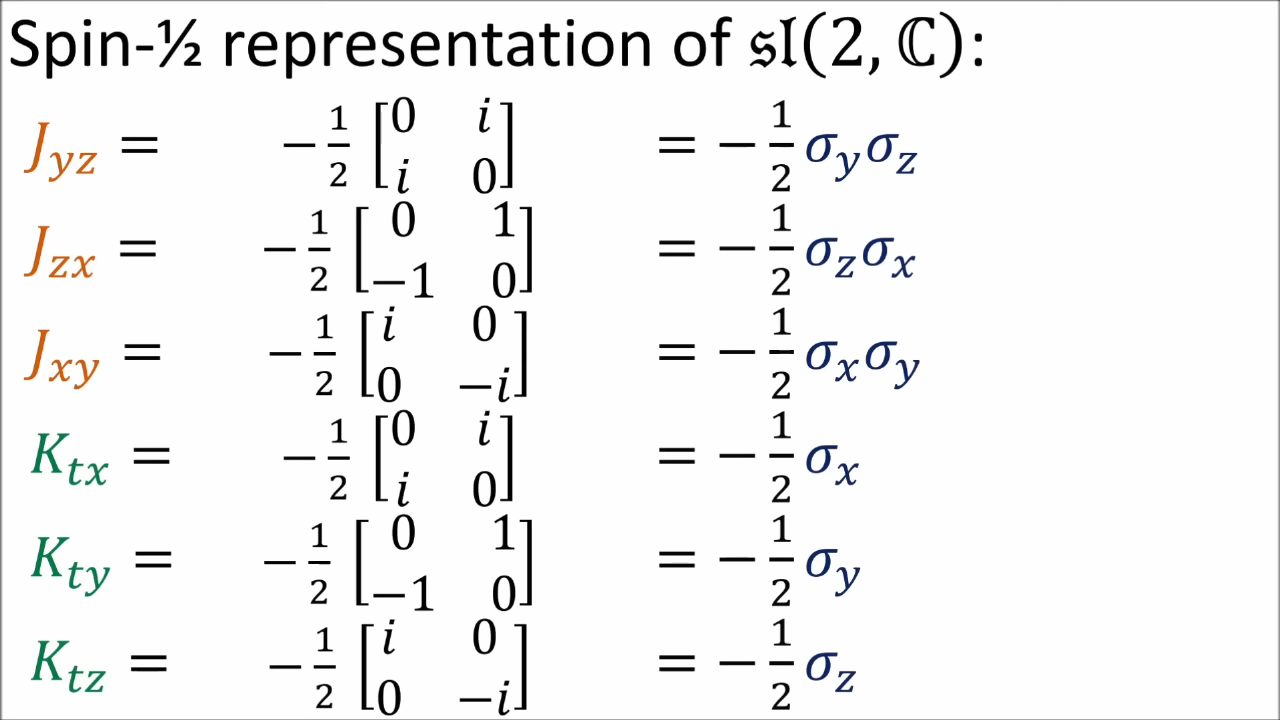 Spin-½ representation of 𝔰𝔩(2, ℂ):
J_yz = −1/2 [0 i; i 0] = −1/2 σ_y σ_z
J_zx = −1/2 [0 1; −1 0] = −1/2 σ_z σ_x
J_xy = −1/2 [i 0; 0 −i] = −1/2 σ_x σ_y
K_tx = −1/2 [0 i; i 0] = −1/2 σ_x
K_ty = −1/2 [0 1; −1 0] = −1/2 σ_y
K_tz = −1/2 [i 0; 0 −i] = −1/2 σ_z